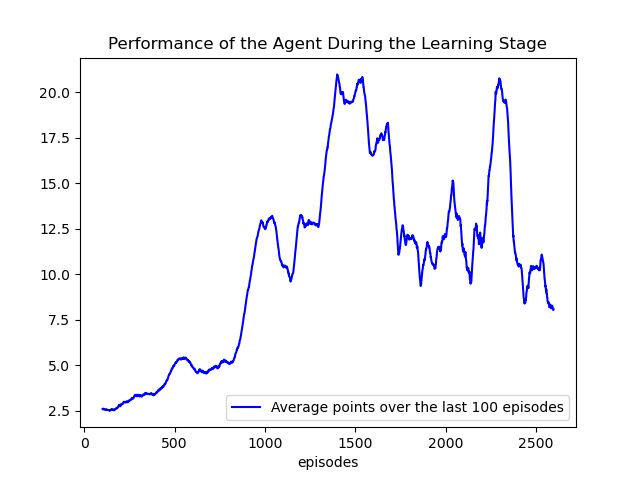 Performance of the Agent During the Learning Stage
20.0
17.5
15.0
12.5
10.0
7.5
5.0
2.5
Average points over the last 100 episodes
0 500 1000 1500 2000 2500
episodes